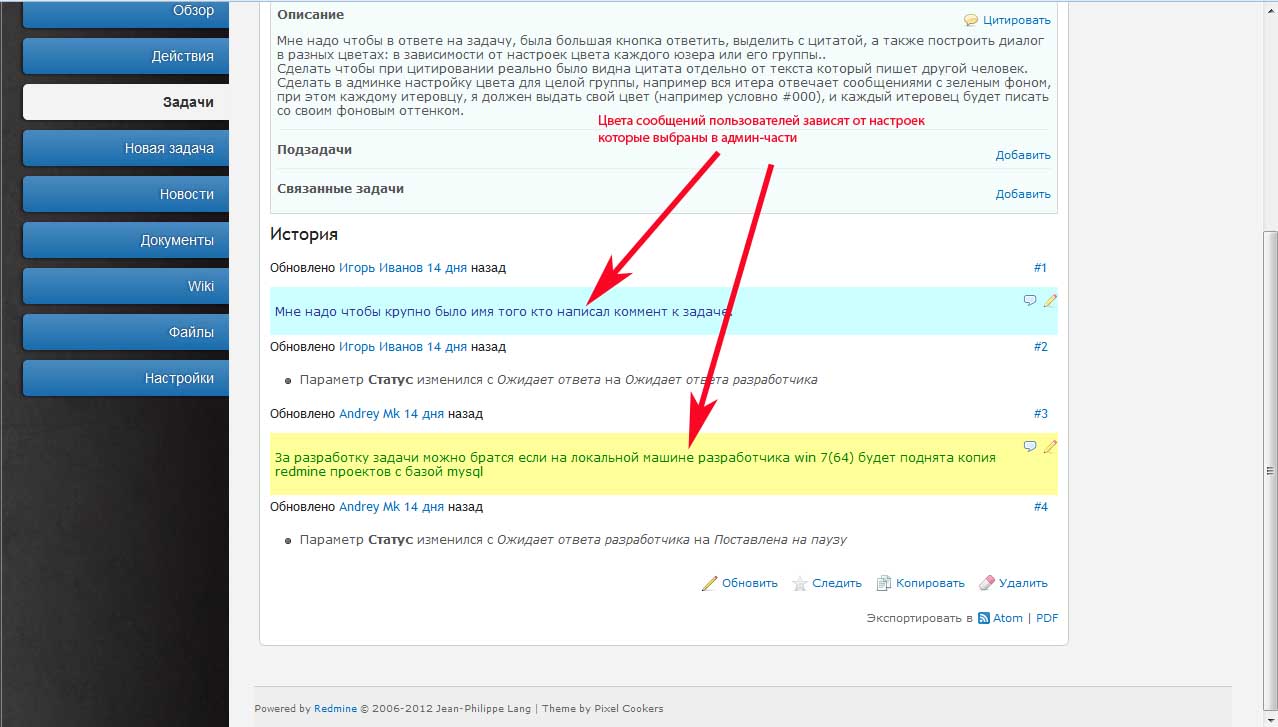 Обзор
Действия
Задачи
Новая задача
Новости
Документы
Wiki
Файлы
Настройки
Описание
Цитировать
Мне надо чтобы в ответе на задачу, была большая кнопка ответить, выделить с цитатой, а также построить диалог
в разных цветах: в зависимости от настроек цвета каждого юзера или его группы..
Сделать чтобы при цитировании реально было видна цитата отдельно от текста который пишет другой человек.
Сделать в админке настройку цвета для целой группы, например вся итера отвечает сообщениями с зеленым фоном,
при этом каждому итеровцу, я должен выдать свой цвет (например условно #000), и каждый итеровец будет писать
со своим фоновым оттенком.
Цвета сообщений пользователей зависят от настроек
которые выбраны в админ-части
Подзадачи
Добавить
Связанные задачи
Добавить
История
Обновлено Игорь Иванов 14 дня назад #1
Мне надо чтобы крупно было имя того кто написал коммент к задаче.
Обновлено Игорь Иванов 14 дня назад #2
Параметр Статус изменился с Ожидает ответа на Ожидает ответа разработчика
Обновлено Andrey Mk 14 дня назад #3
За разработку задачи можно братся если на локальной машине разработчика win 7(64) будет поднята копия
redmine проектов с базой mysql
Обновлено Andrey Mk 14 дня назад #4
Параметр Статус изменился с Ожидает ответа разработчика на Поставлена на паузу
Обновить Следить Копировать Удалить
Экспортировать в Atom | PDF
Powered by Redmine © 2006-2012 Jean-Philippe Lang | Theme by Pixel Cookers